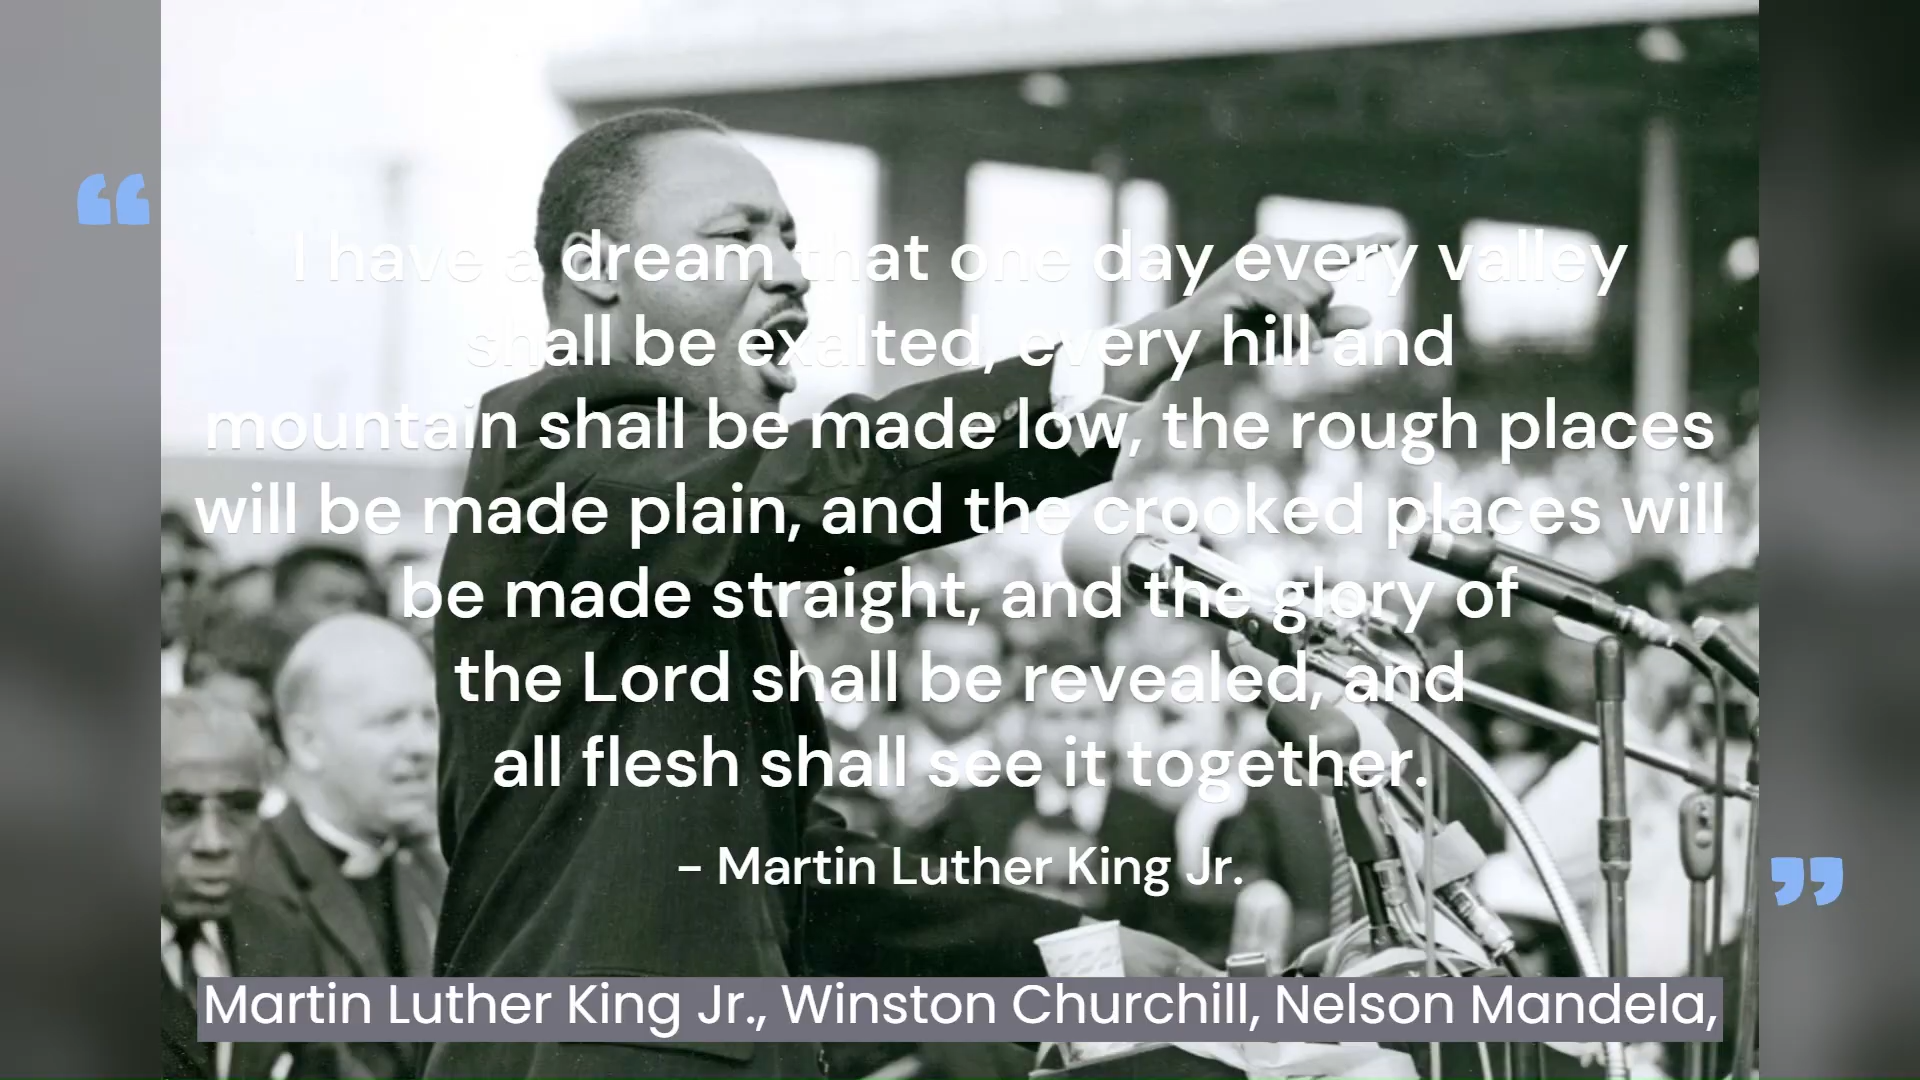 “
I have a dream that one day every valley
shall be exalted, every hill and
mountain shall be made low, the rough places
will be made plain, and the crooked places will
be made straight, and the glory of
the Lord shall be revealed, and
all flesh shall see it together.
– Martin Luther King Jr.
”
Martin Luther King Jr., Winston Churchill, Nelson Mandela,